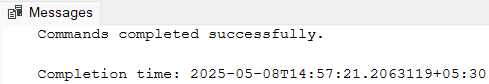 Messages
Commands completed successfully.
Completion time: 2025-05-08T14:57:21.2063119+05:30